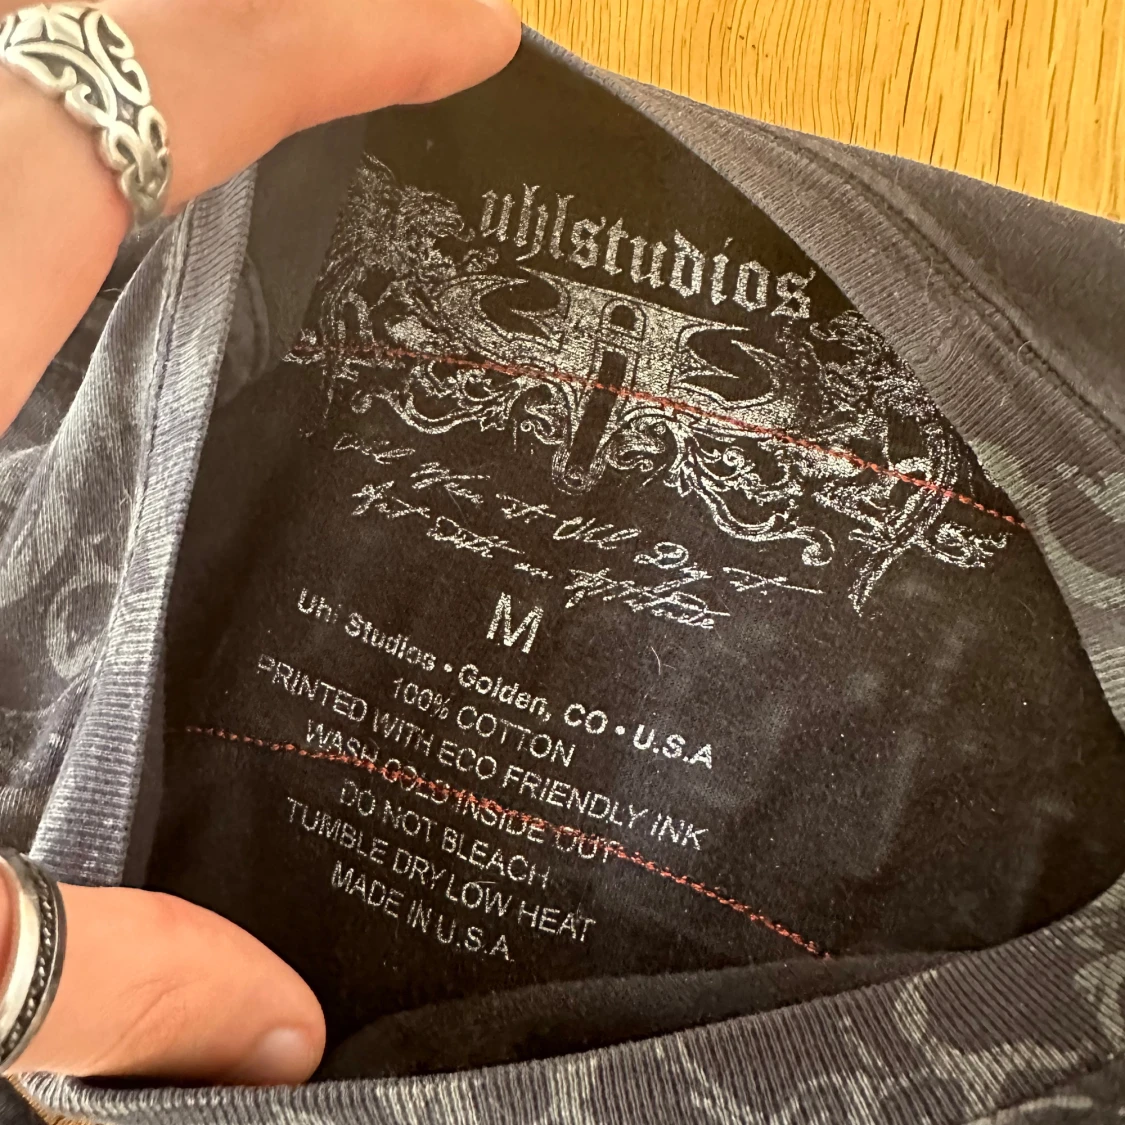 uhlstudios
M
Uhl Studios • Golden, CO • U.S.A
100% COTTON
PRINTED WITH ECO FRIENDLY INK
WASH COLD INSIDE OUT
DO NOT BLEACH
TUMBLE DRY LOW HEAT
MADE IN U.S.A